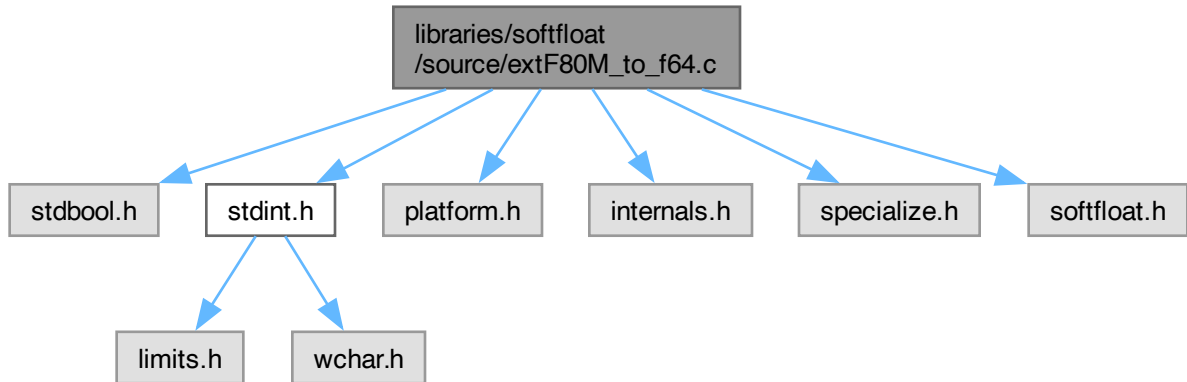 libraries/softfloat
/source/extF80M_to_f64.c
stdbool.h
stdint.h
platform.h
internals.h
specialize.h
softfloat.h
limits.h
wchar.h